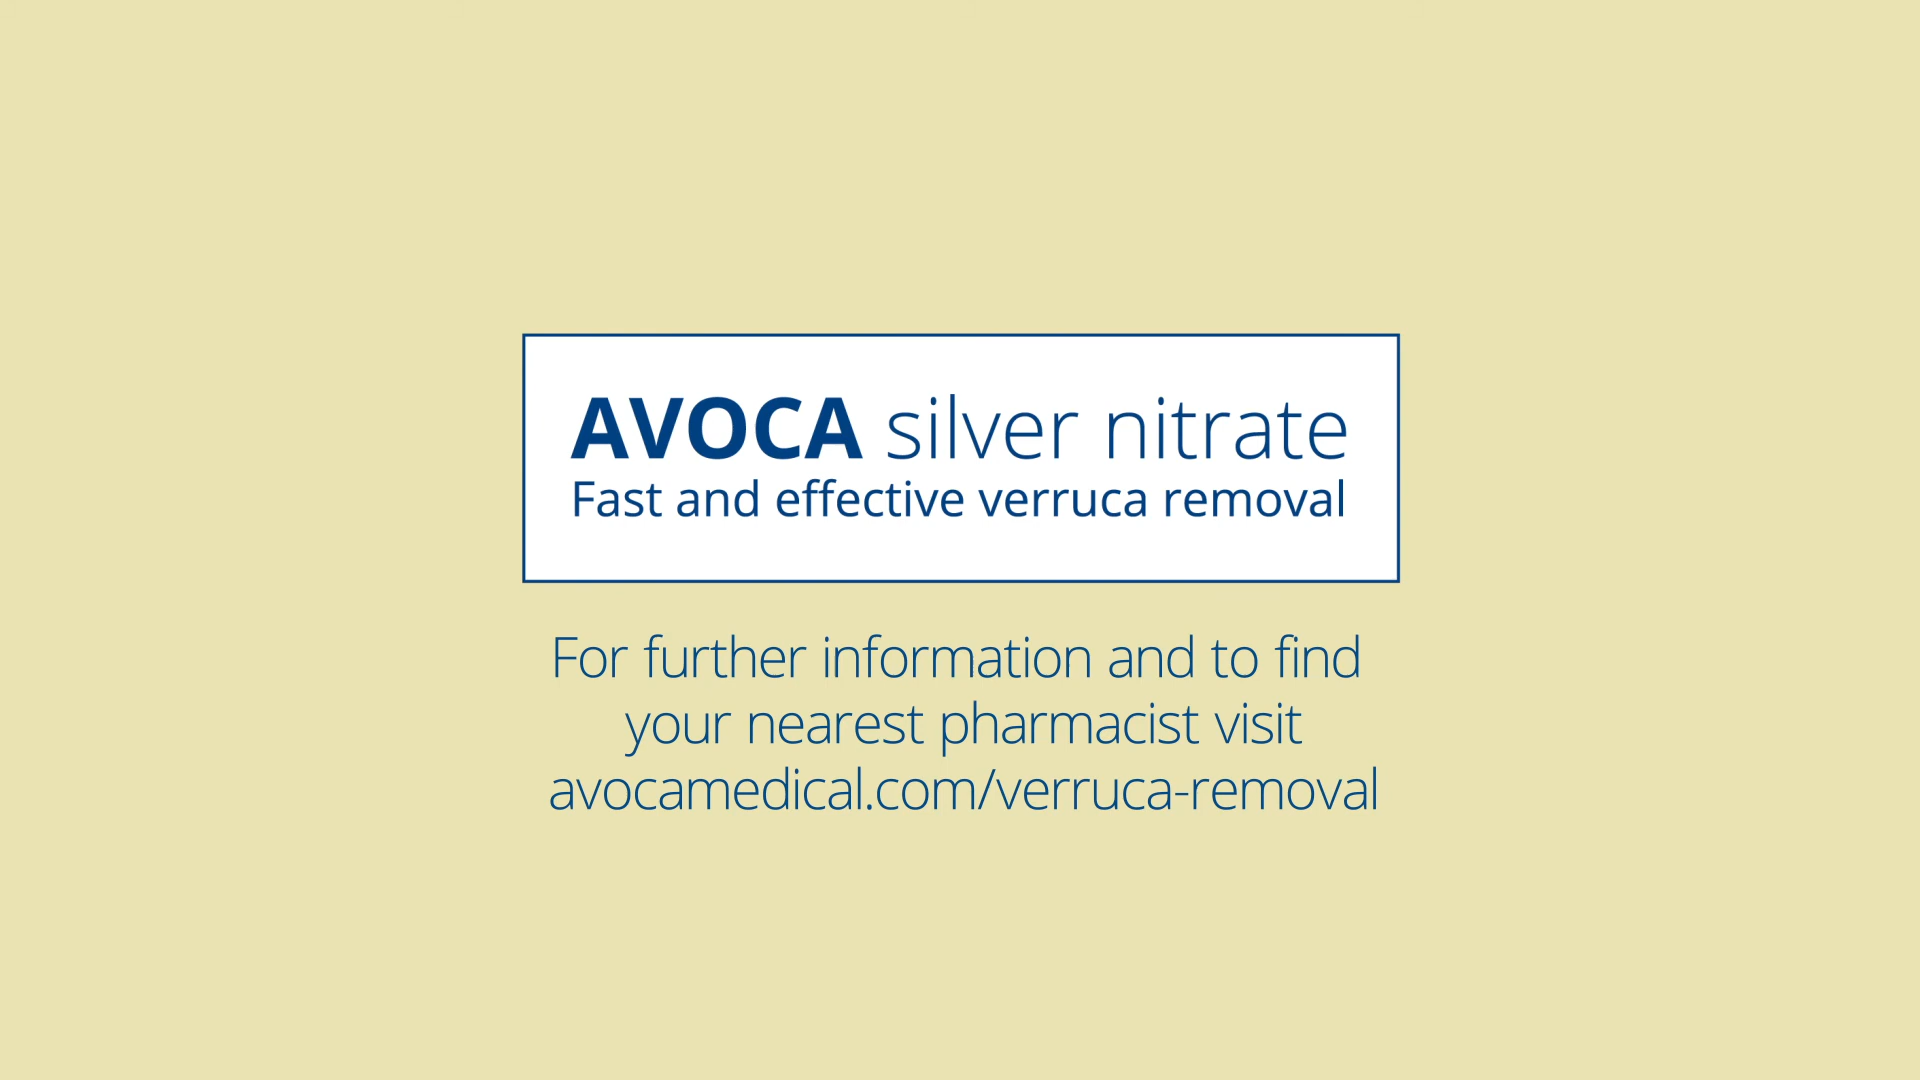 AVOCA silver nitrate
Fast and effective verruca removal
For further information and to find
your nearest pharmacist visit
avocamedical.com/verruca-removal